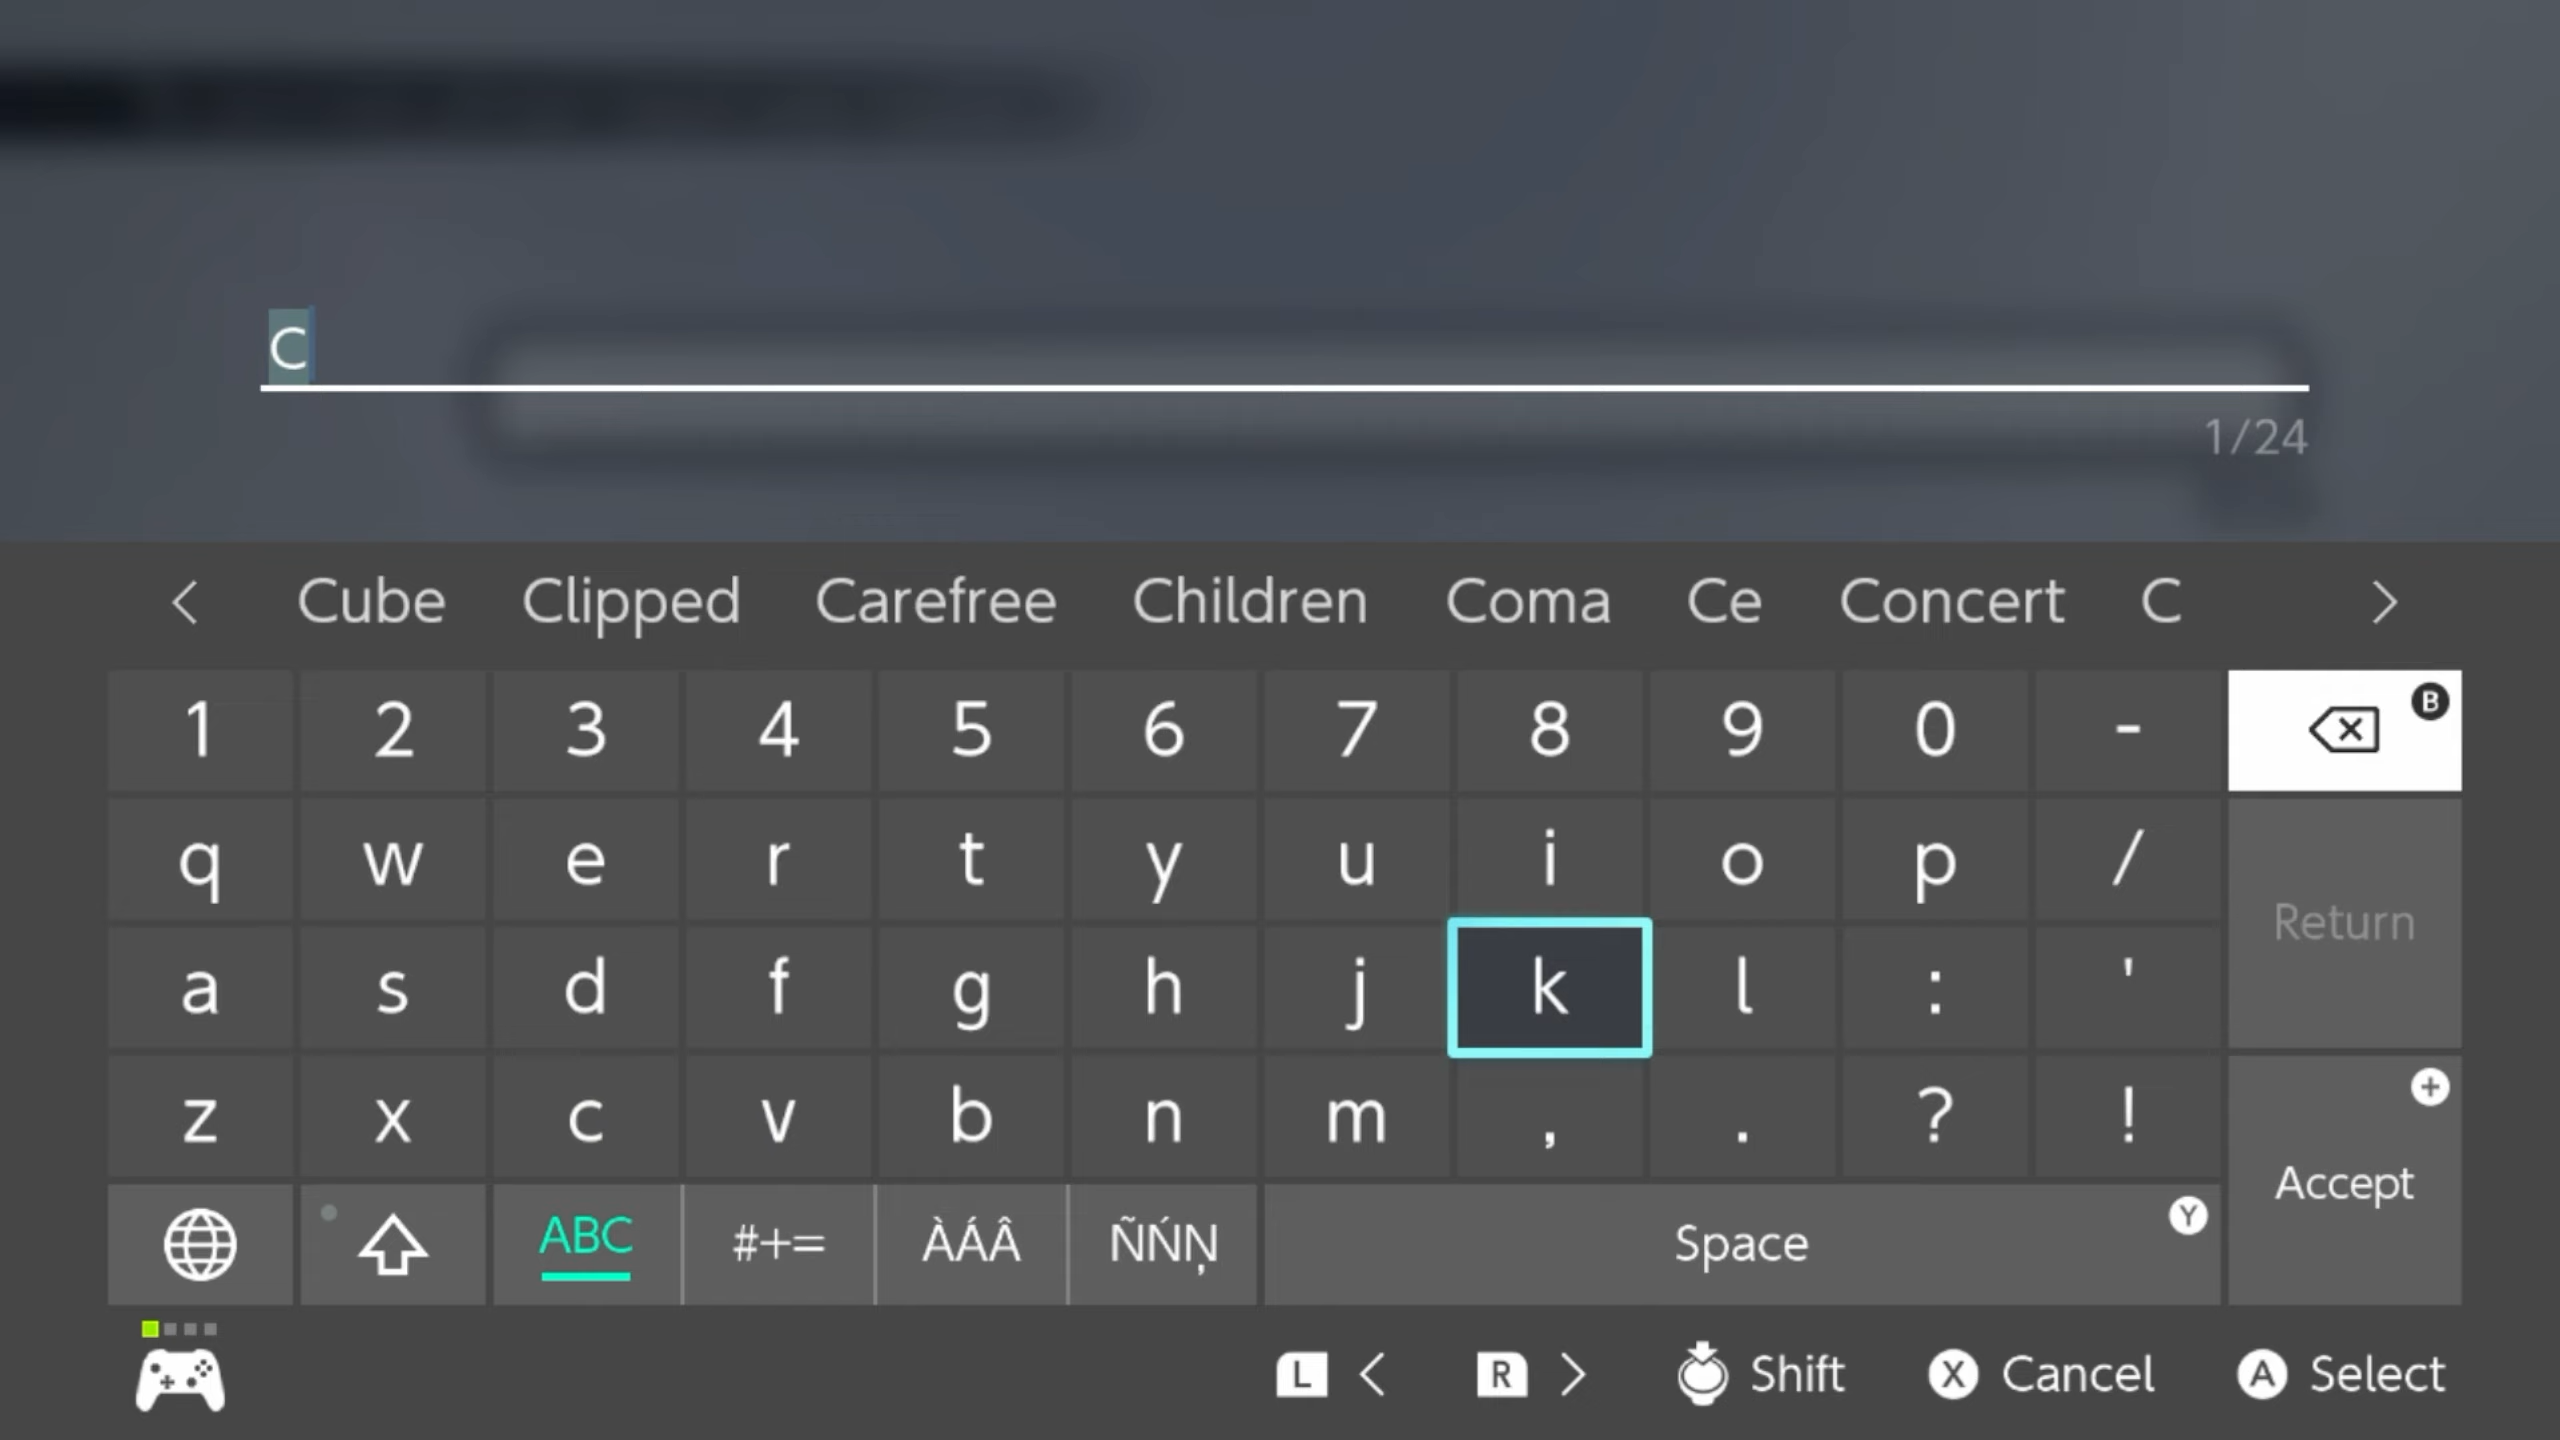 C
1/24
< Cube Clipped Carefree Children Coma Ce Concert C >
1 2 3 4 5 6 7 8 9 0 - B
q w e r t y u i o p /
Return
a s d f g h j k l : '
z x c v b n m , . ? ! +
Accept
ABC #+= ÀÁÂ ÑŃŅ Space Y
L < R > Shift X Cancel A Select